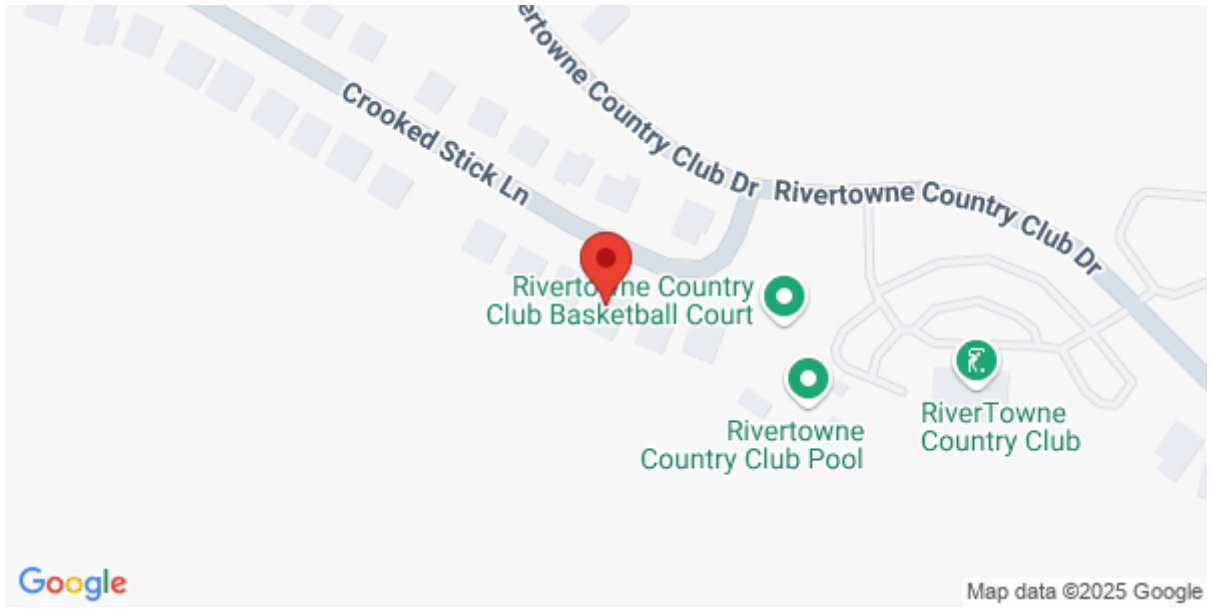 ertowne Country Club Dr
Crooked Stick Ln
Rivertowne Country Club Dr
Rivertowne Country
Club Basketball Court
RiverTowne
Country Club
Rivertowne
Country Club Pool
Google
Map data ©2025 Google